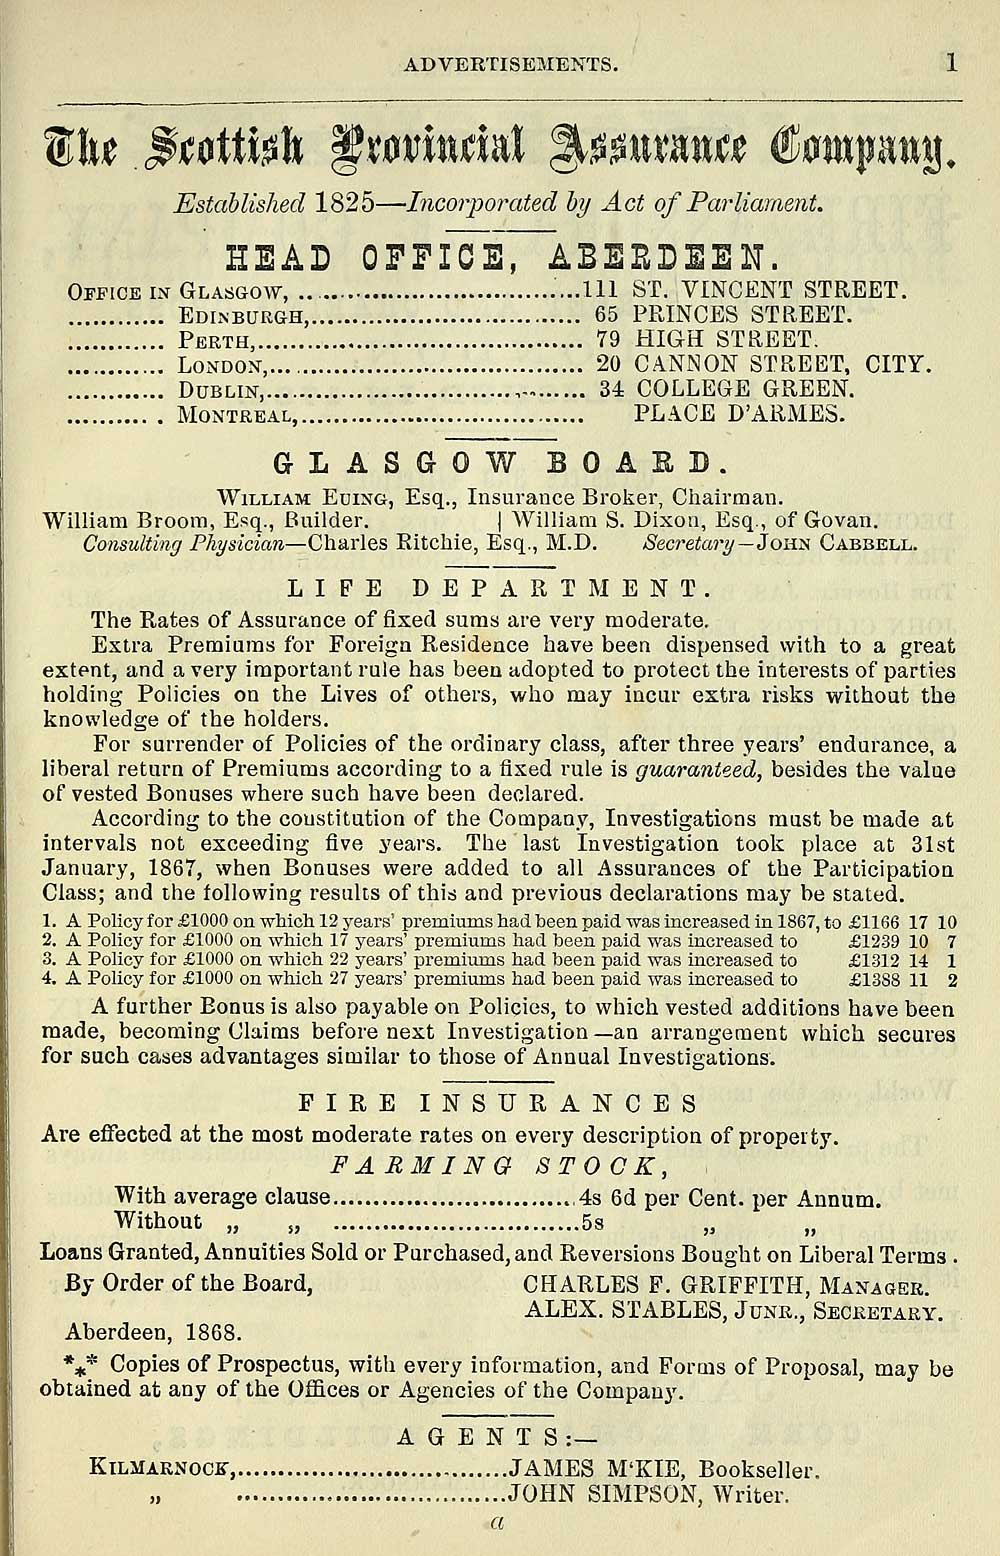 ADVERTISEMENTS. 1
The Scottish Provincial Assurance Company.
Established 1825—Incorporated by Act of Parliament.
HEAD OFFICE, ABERDEEN.
OFFICE IN GLASGOW, ..............................111 ST. VINCENT STREET.
............ EDINBURGH,.............................. 65 PRINCES STREET.
............ PERTH,.................................... 79 HIGH STREET.
............ LONDON,................................... 20 CANNON STREET, CITY.
............ DUBLIN,................................... 34 COLLEGE GREEN.
............ MONTREAL,............................... PLACE D'ARMES.
GLASGOW BOARD.
WILLIAM EUING, Esq., Insurance Broker, Chairman.
William Broom, Esq., Builder. | William S. Dixon, Esq., of Govan.
Consulting Physician—Charles Ritchie, Esq., M.D. Secretary—JOHN CABBELL.
LIFE DEPARTMENT.
The Rates of Assurance of fixed sums are very moderate.
Extra Premiums for Foreign Residence have been dispensed with to a great
extent, and a very important rule has been adopted to protect the interests of parties
holding Policies on the Lives of others, who may incur extra risks without the
knowledge of the holders.
For surrender of Policies of the ordinary class, after three years' endurance, a
liberal return of Premiums according to a fixed rule is guaranteed, besides the value
of vested Bonuses where such have been declared.
According to the constitution of the Company, Investigations must be made at
intervals not exceeding five years. The last Investigation took place at 31st
January, 1867, when Bonuses were added to all Assurances of the Participation
Class; and the following results of this and previous declarations may be stated.
1. A Policy for £1000 on which 12 years' premiums had been paid was increased in 1867, to £1166 17 10
2. A Policy for £1000 on which 17 years' premiums had been paid was increased to £1239 10 7
3. A Policy for £1000 on which 22 years' premiums had been paid was increased to £1312 14 1
4. A Policy for £1000 on which 27 years' premiums had been paid was increased to £1388 11 2
A further Bonus is also payable on Policies, to which vested additions have been
made, becoming Claims before next Investigation—an arrangement which secures
for such cases advantages similar to those of Annual Investigations.
FIRE INSURANCES
Are effected at the most moderate rates on every description of property.
FARMING STOCK,
With average clause..............................4s 6d per Cent. per Annum.
Without „ „ ..............................5s „ „
Loans Granted, Annuities Sold or Purchased, and Reversions Bought on Liberal Terms.
By Order of the Board, CHARLES F. GRIFFITH, MANAGER.
ALEX. STABLES, JUNR., SECRETARY.
Aberdeen, 1868.
*⁎* Copies of Prospectus, with every information, and Forms of Proposal, may be
obtained at any of the Offices or Agencies of the Company.
AGENTS:—
KILMARNOCK,..................................JAMES M'KIE, Bookseller.
„ ..................................JOHN SIMPSON, Writer.
a